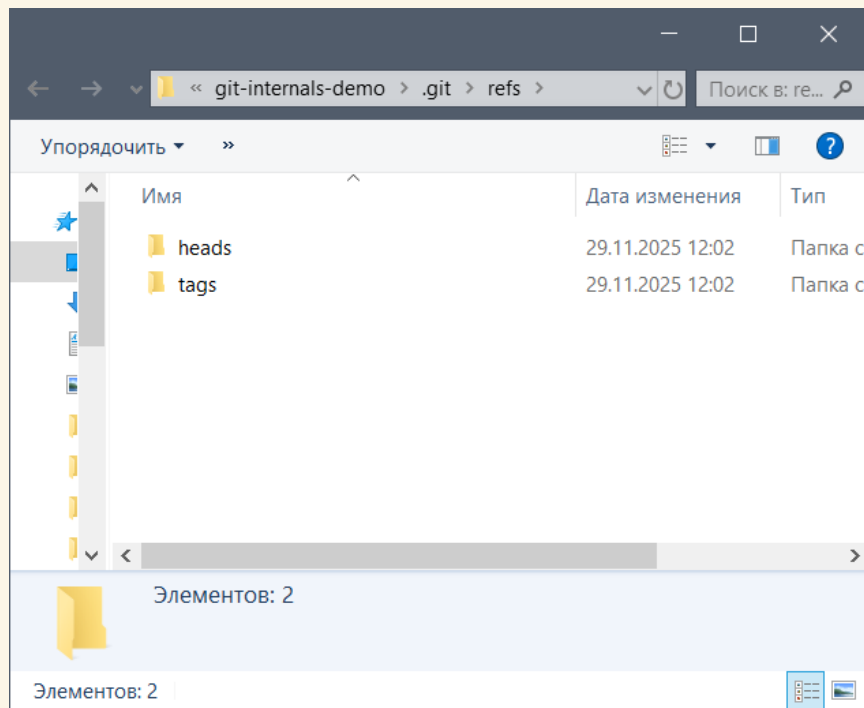 « git-internals-demo > .git > refs >
Поиск в: re...
Упорядочить »
Имя Дата изменения Тип
heads 29.11.2025 12:02 Папка с
tags 29.11.2025 12:02 Папка с
Элементов: 2
Элементов: 2